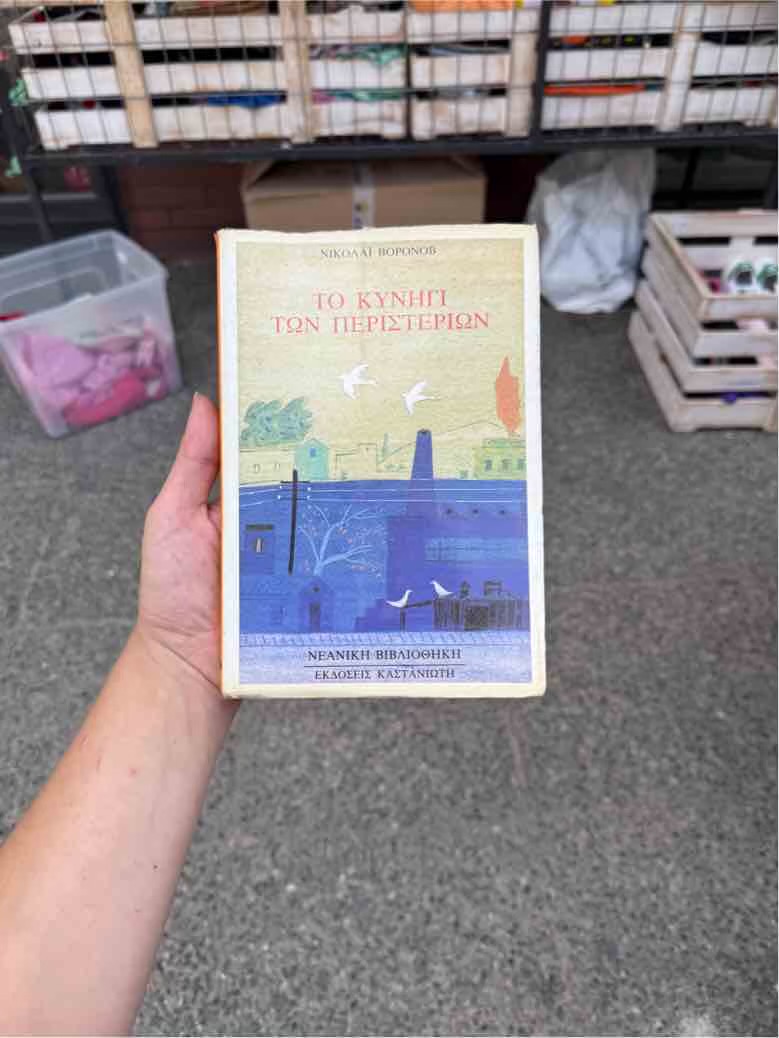 ΝΙΚΟΛΑΪ ΒΟΡΟΝΟΒ
ΤΟ ΚΥΝΗΓΙ
ΤΩΝ ΠΕΡΙΣΤΕΡΙΩΝ
ΝΕΑΝΙΚΗ ΒΙΒΛΙΟΘΗΚΗ
ΕΚΔΟΣΕΙΣ ΚΑΣΤΑΝΙΩΤΗ